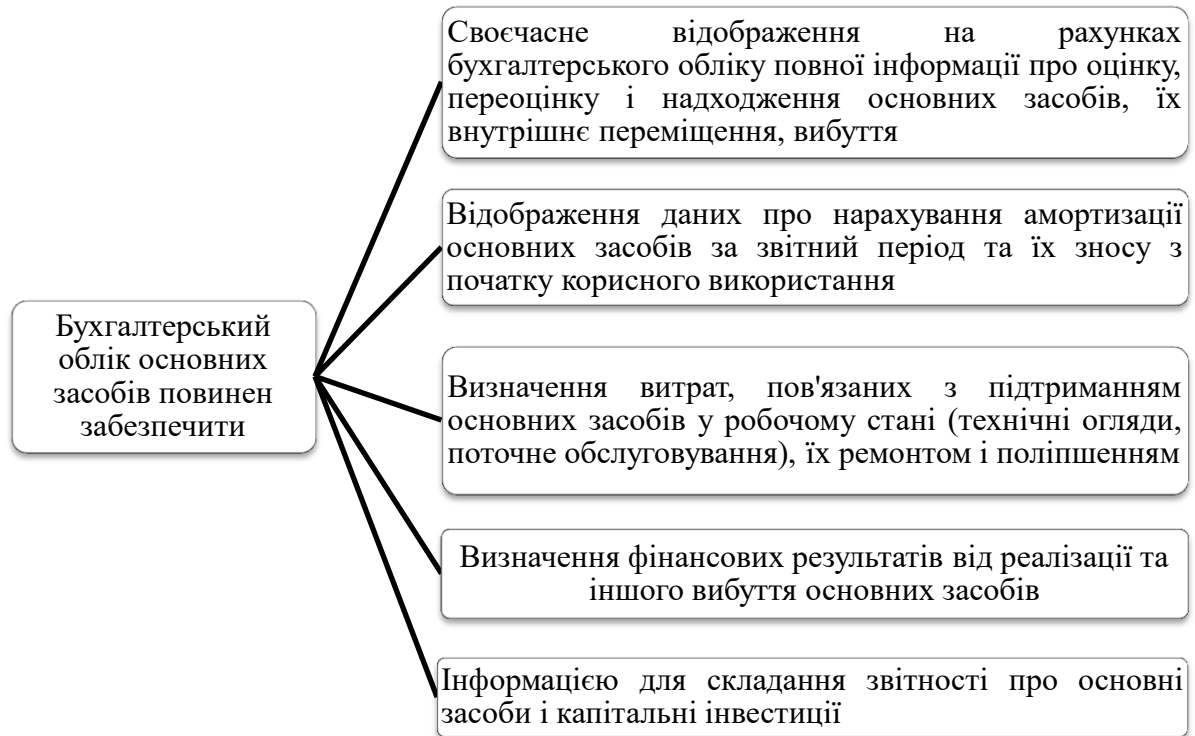 Своєчасне відображення на рахунках
бухгалтерського обліку повної інформації про оцінку,
переоцінку і надходження основних засобів, їх
внутрішнє переміщення, вибуття
Відображення даних про нарахування амортизації
основних засобів за звітний період та їх зносу з
початку корисного використання
Бухгалтерський
облік основних
засобів повинен
забезпечити
Визначення витрат, пов'язаних з підтриманням
основних засобів у робочому стані (технічні огляди,
поточне обслуговування), їх ремонтом і поліпшенням
Визначення фінансових результатів від реалізації та
іншого вибуття основних засобів
Інформацією для складання звітності про основні
засоби і капітальні інвестиції